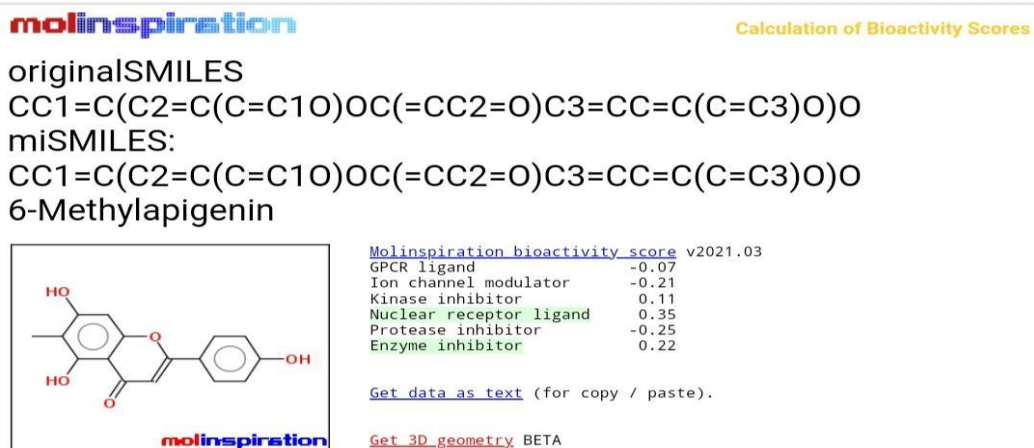 molinspiration
Calculation of Bioactivity Scores
originalSMILES
CC1=C(C2=C(C=C1O)OC(=CC2=O)C3=CC=C(C=C3)O)O
miSMILES:
CC1=C(C2=C(C=C1O)OC(=CC2=O)C3=CC=C(C=C3)O)O
6-Methylapigenin
HO
O
OH
HO
O
molinspiration
Molinspiration bioactivity score v2021.03
GPCR ligand -0.07
Ion channel modulator -0.21
Kinase inhibitor 0.11
Nuclear receptor ligand 0.35
Protease inhibitor -0.25
Enzyme inhibitor 0.22
Get data as text (for copy / paste).
Get 3D geometry BETA